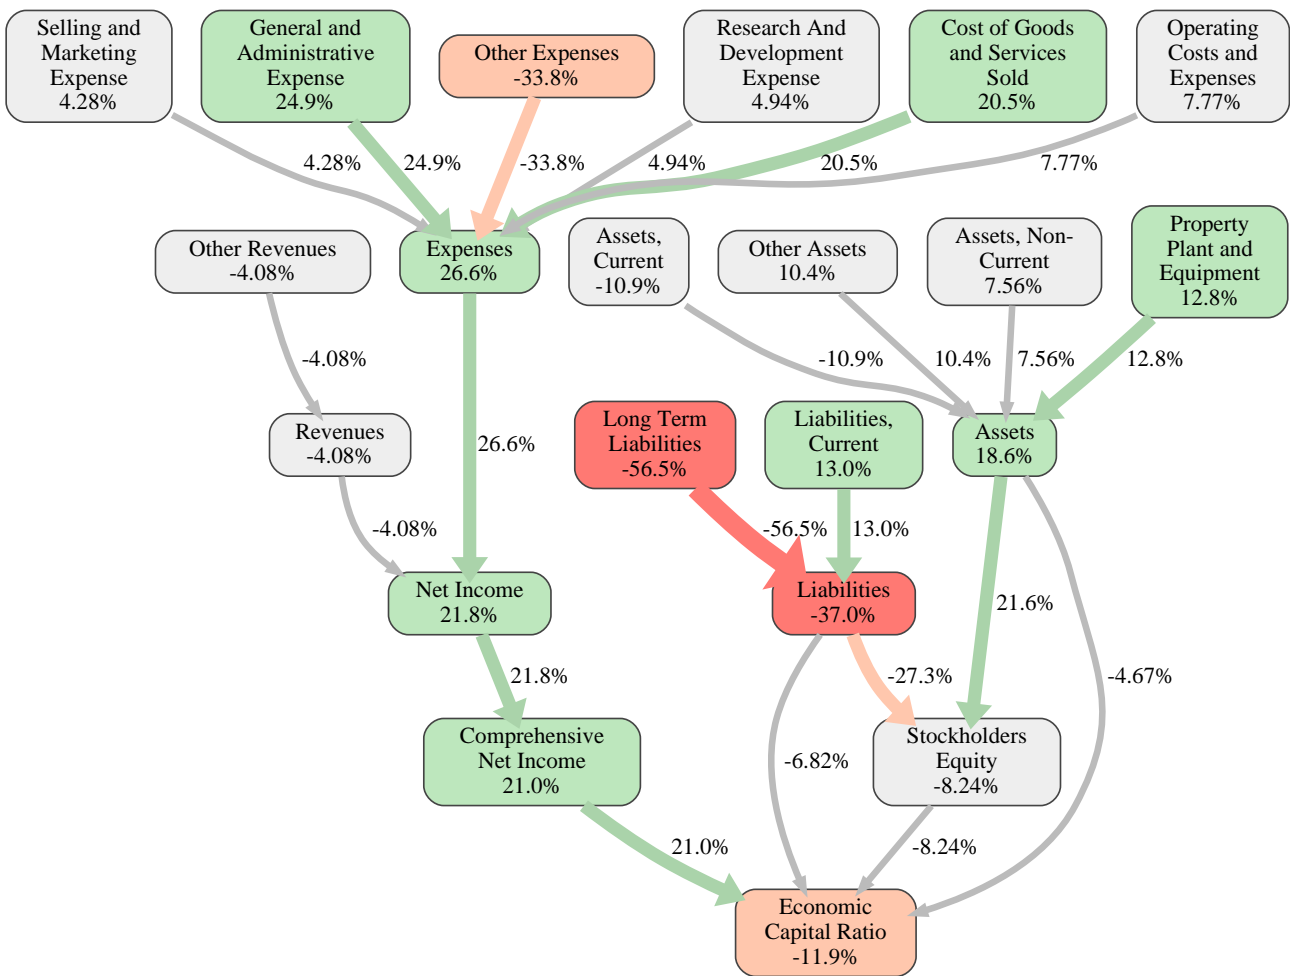 Selling and
Marketing
Expense
4.28%
General and
Administrative
Expense
24.9%
Other Expenses
-33.8%
Research And
Development
Expense
4.94%
Cost of Goods
and Services
Sold
20.5%
Operating
Costs and
Expenses
7.77%
4.28%
24.9%
-33.8%
4.94%
20.5%
7.77%
Other Revenues
-4.08%
Expenses
26.6%
Assets,
Current
-10.9%
Other Assets
10.4%
Assets, Non-
Current
7.56%
Property
Plant and
Equipment
12.8%
-4.08%
-10.9%
10.4%
7.56%
12.8%
Revenues
-4.08%
26.6%
Long Term
Liabilities
-56.5%
Liabilities,
Current
13.0%
Assets
18.6%
-4.08%
-56.5%
13.0%
Net Income
21.8%
Liabilities
-37.0%
21.6%
21.8%
-27.3%
-4.67%
Comprehensive
Net Income
21.0%
-6.82%
Stockholders
Equity
-8.24%
21.0%
-8.24%
Economic
Capital Ratio
-11.9%